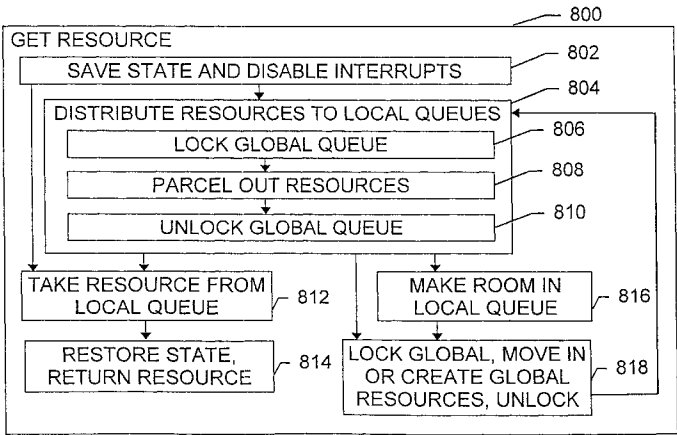 800
GET RESOURCE
802
SAVE STATE AND DISABLE INTERRUPTS
804
DISTRIBUTE RESOURCES TO LOCAL QUEUES
806
LOCK GLOBAL QUEUE
808
PARCEL OUT RESOURCES
810
UNLOCK GLOBAL QUEUE
TAKE RESOURCE FROM
LOCAL QUEUE
812
MAKE ROOM IN
LOCAL QUEUE
816
RESTORE STATE,
RETURN RESOURCE
814
LOCK GLOBAL, MOVE IN
OR CREATE GLOBAL
RESOURCES, UNLOCK
818